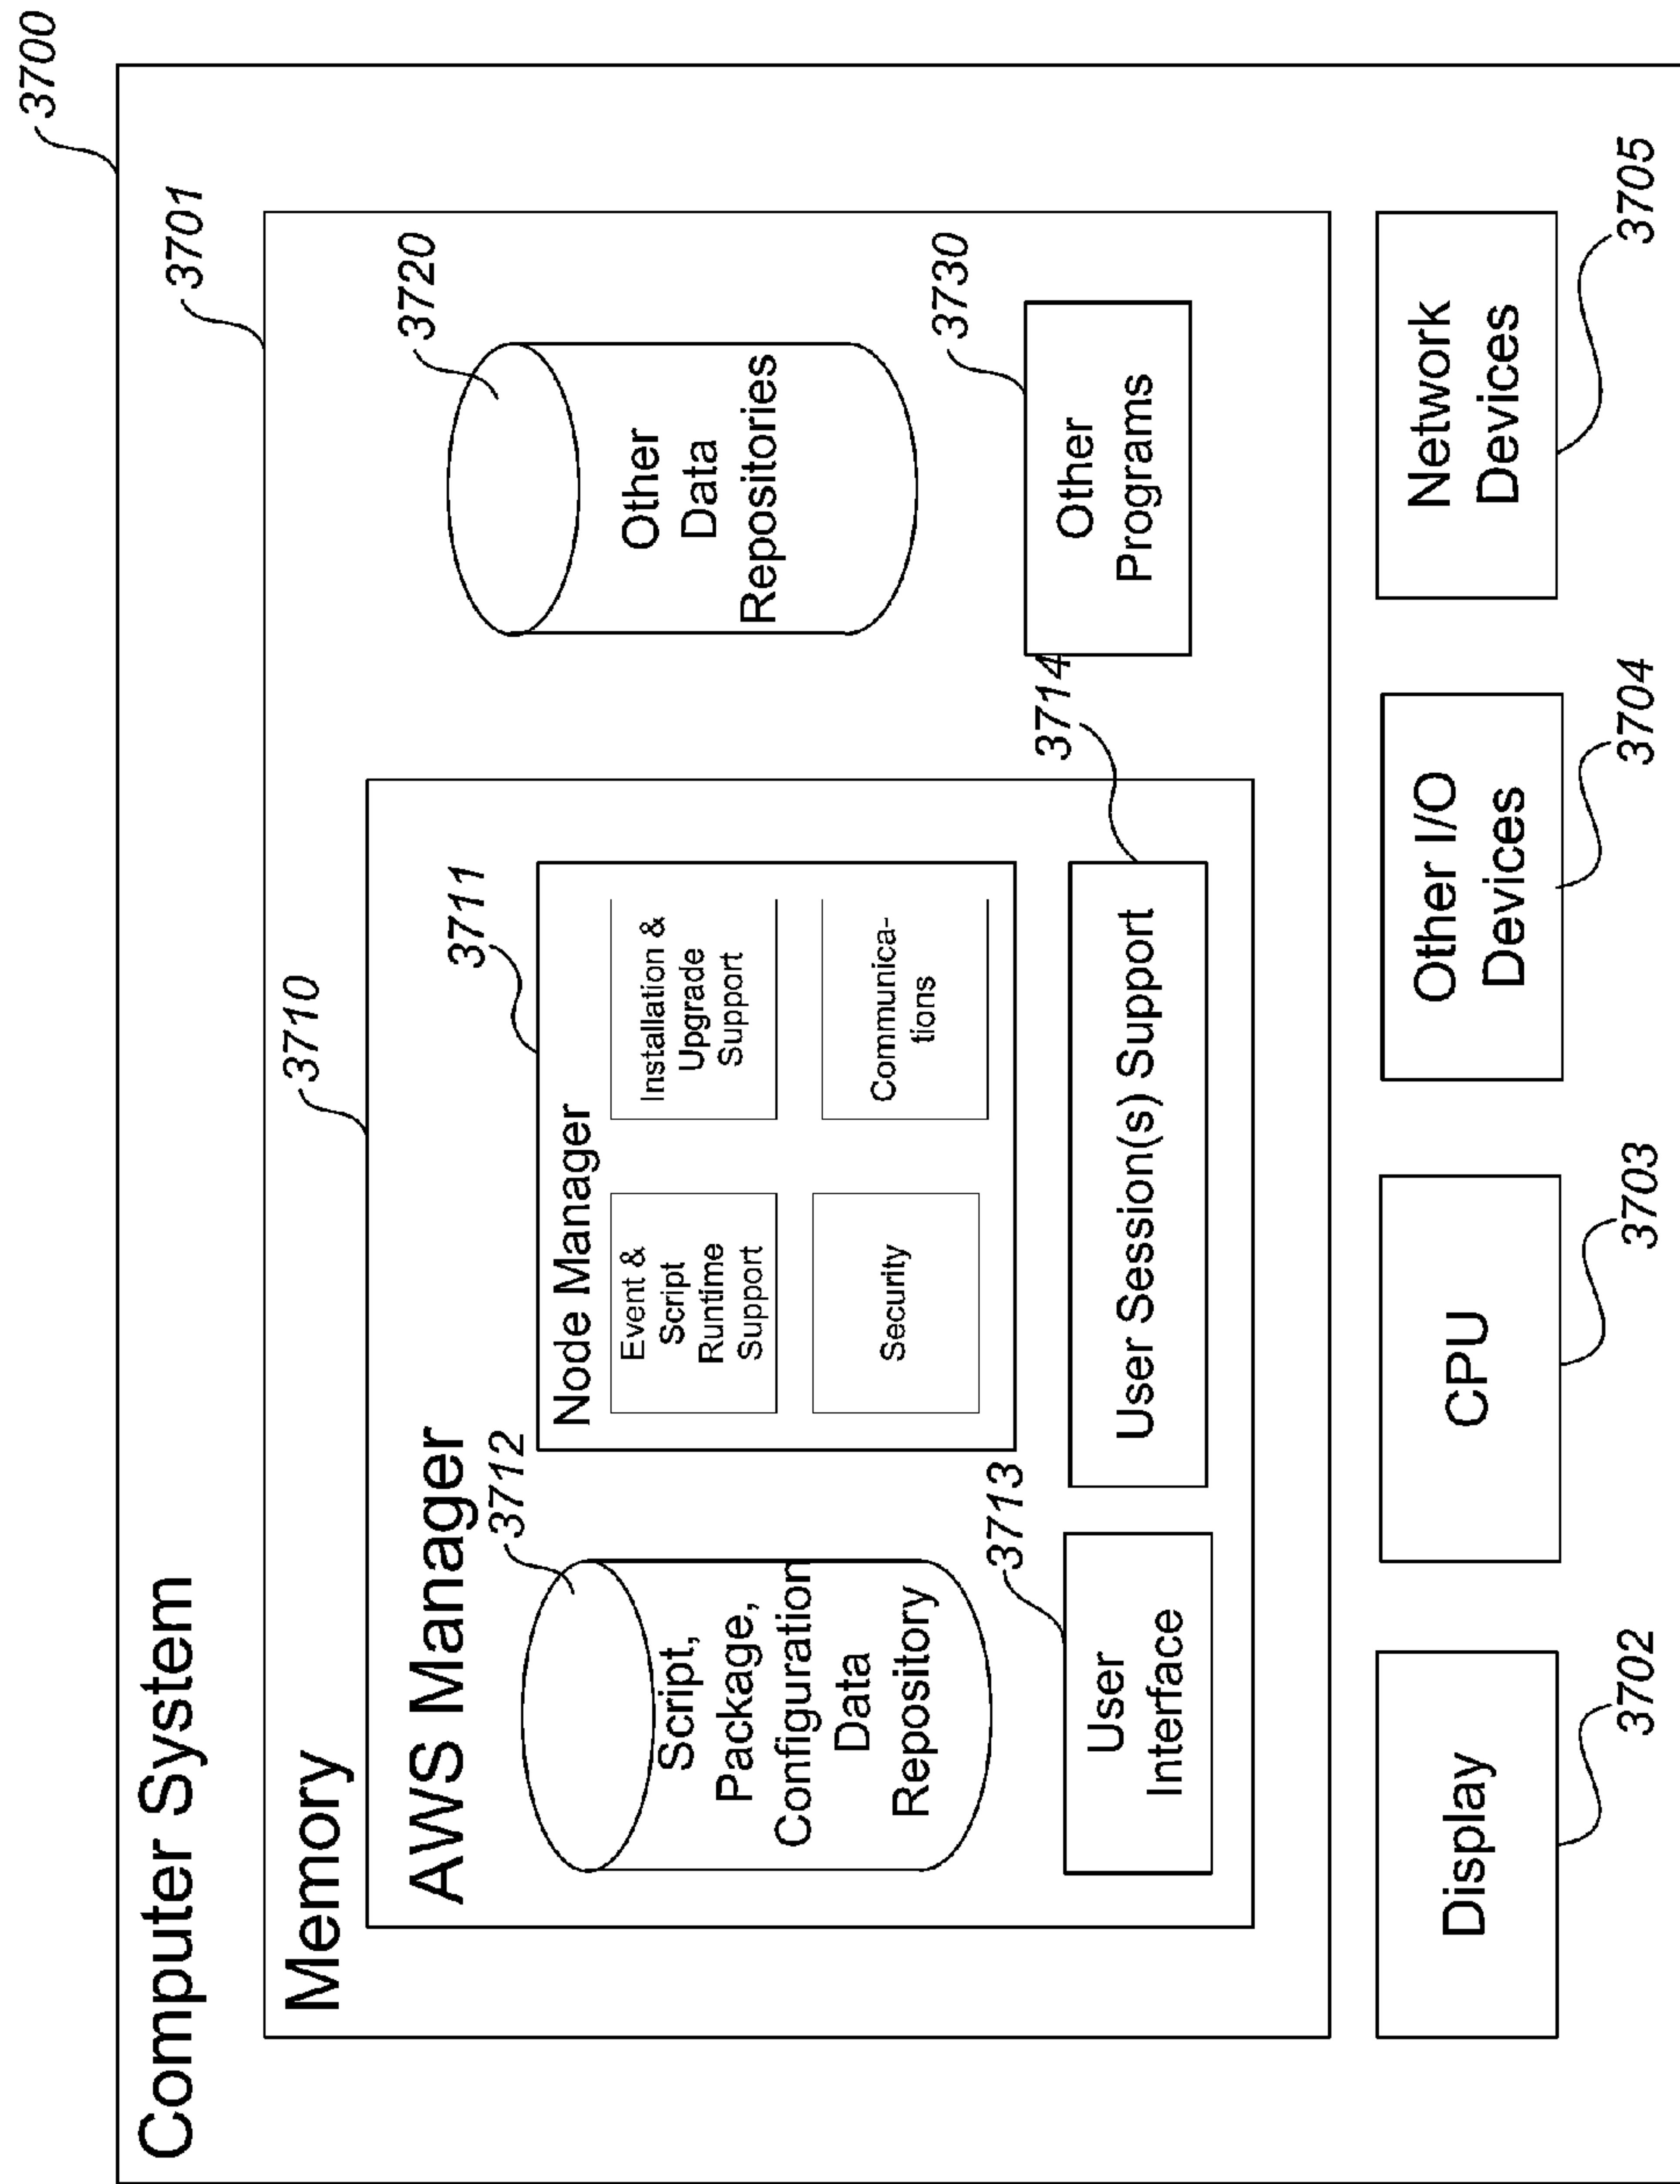 3700
Computer System
3701
Memory
3710
AWS Manager
3712
Script,
Package,
Configuration
Data
Repository
3711
Node Manager
Event &
Script
Runtime
Support
Installation &
Upgrade
Support
Security
Communica-
tions
3713
User
Interface
3714
User Session(s) Support
3720
Other
Data
Repositories
3730
Other
Programs
Display
3702
CPU
3703
Other I/O
Devices
3704
Network
Devices
3705